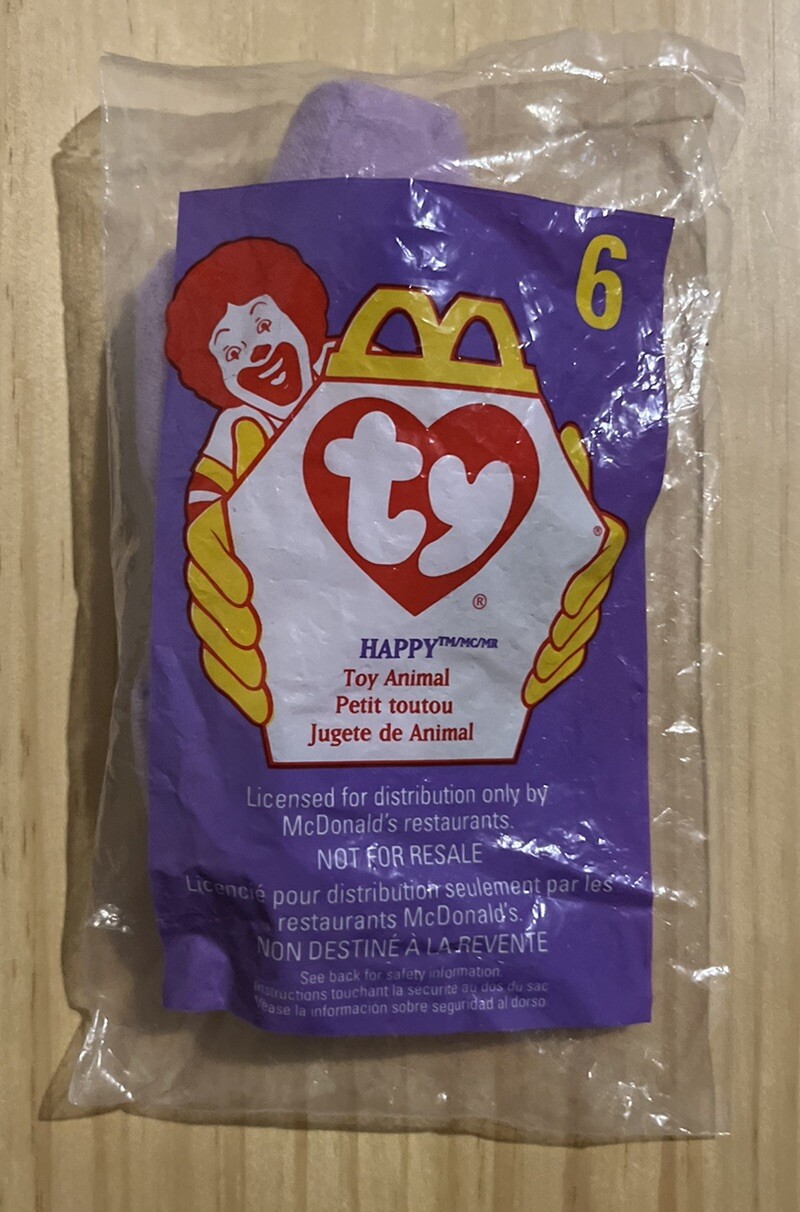 6
ty
®
®
HAPPY™/MC/MR
Toy Animal
Petit toutou
Jugete de Animal
Licensed for distribution only by
McDonald's restaurants.
NOT FOR RESALE
Licencié pour distribution seulement par les
restaurants McDonald's.
NON DESTINÉ À LA REVENTE
See back for safety information.
Instructions touchant la sécurité au dos du sac
Véase la información sobre seguridad al dorso